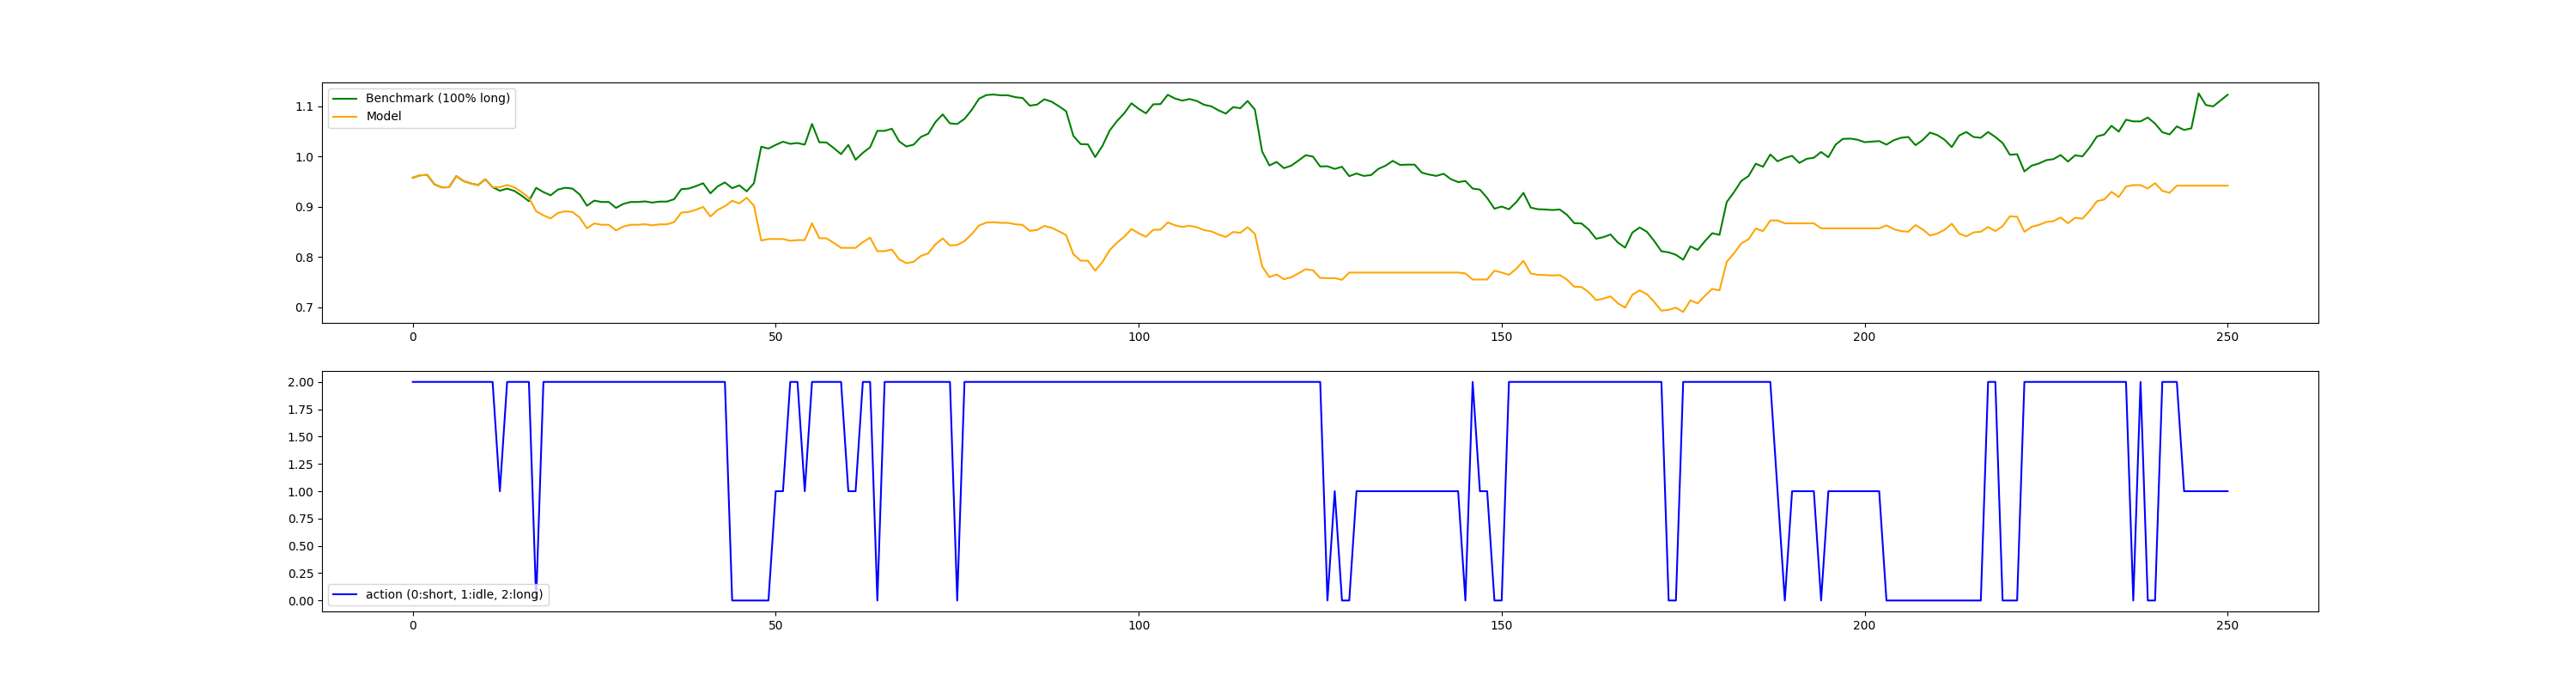 Benchmark (100% long)
Model
1.1
1.0
0.9
0.8
0.7
0 50 100 150 200 250
2.00
1.75
1.50
1.25
1.00
0.75
0.50
0.25
0.00
action (0:short, 1:idle, 2:long)
0 50 100 150 200 250